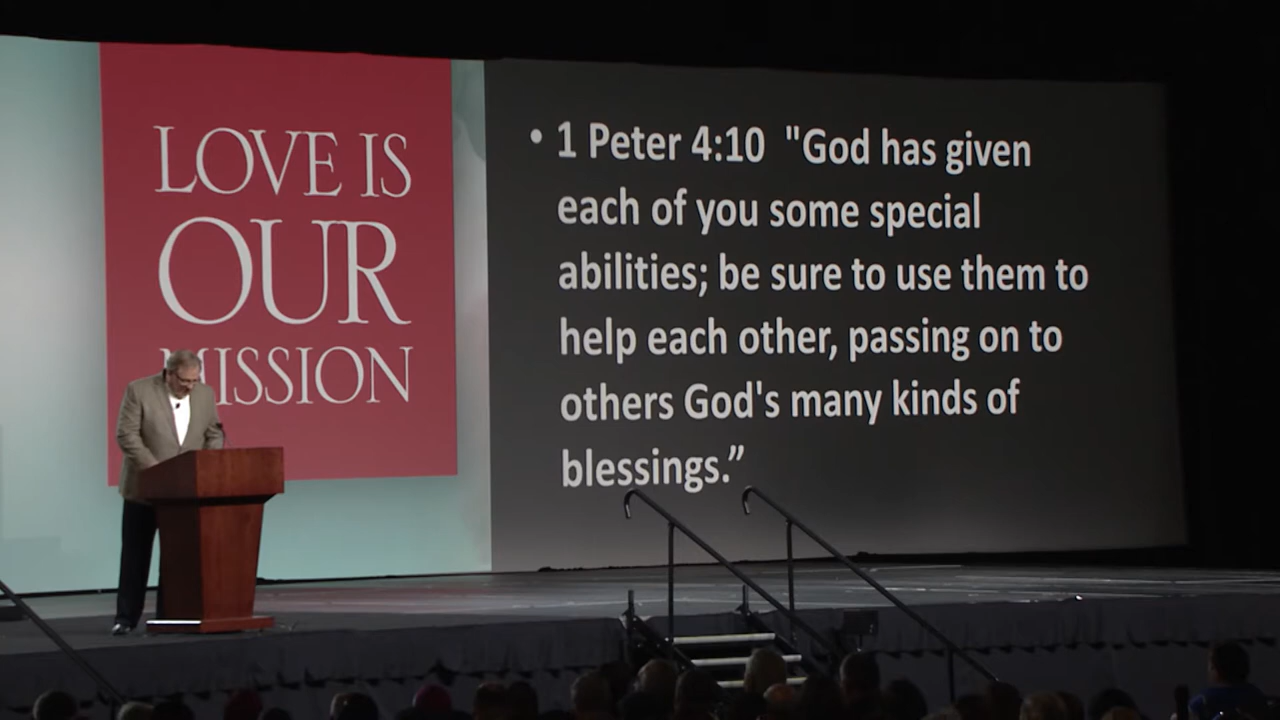 LOVE IS
OUR
MISSION
• 1 Peter 4:10 "God has given
each of you some special
abilities; be sure to use them to
help each other, passing on to
others God's many kinds of
blessings.”